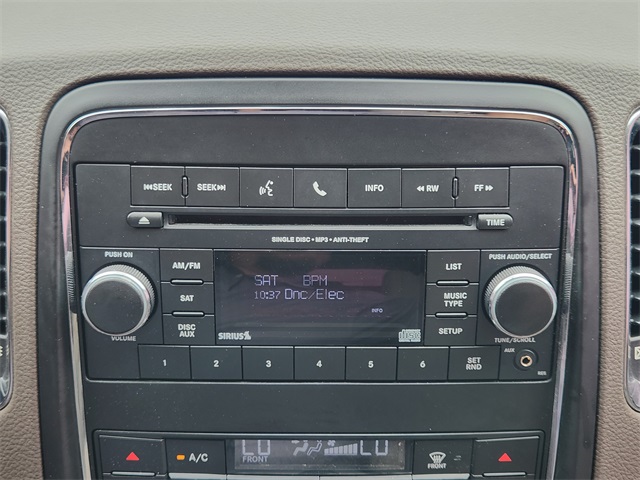 SEEK SEEK INFO RW FF
TIME
SINGLE DISC • MP3 • ANTI-THEFT
PUSH ON
AM/FM
SAT
DISC
AUX
VOLUME
SAT BPM
10:37 Dnc/Elec
INFO
SIRIUS
LIST
MUSIC
TYPE
SETUP
PUSH AUDIO/SELECT
TUNE/SCROLL
1 2 3 4 5 6 SET
RND
AUX
A/C
LO LO
FRONT
FRONT